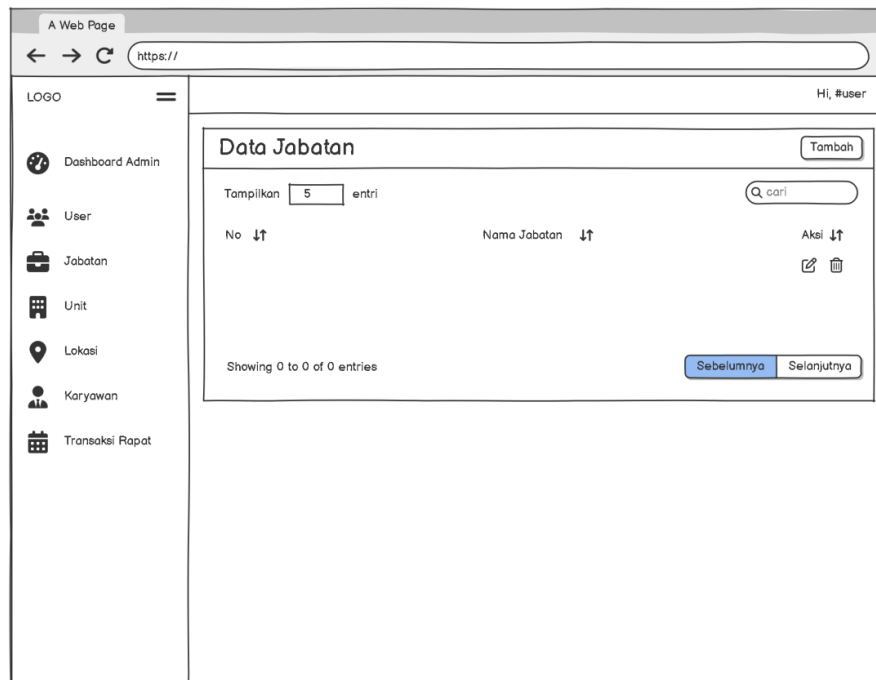 A Web Page
https://
LOGO
Hi, #user
Dashboard Admin
User
Jabatan
Unit
Lokasi
Karyawan
Transaksi Rapat
Data Jabatan
Tambah
Tampilkan 5 entri
cari
No Nama Jabatan Aksi
Showing 0 to 0 of 0 entries
Sebelumnya Selanjutnya